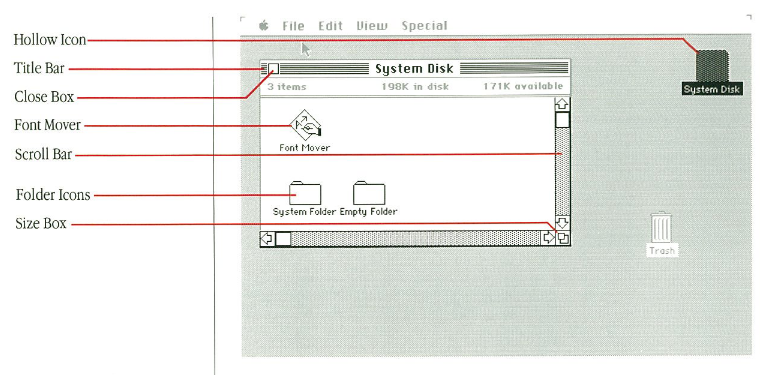 File Edit View Special
Hollow Icon
Title Bar
Close Box
Font Mover
Scroll Bar
Folder Icons
Size Box
System Disk
3 items 198K in disk 171K available
Font Mover
System Folder Empty Folder
System Disk
Trash